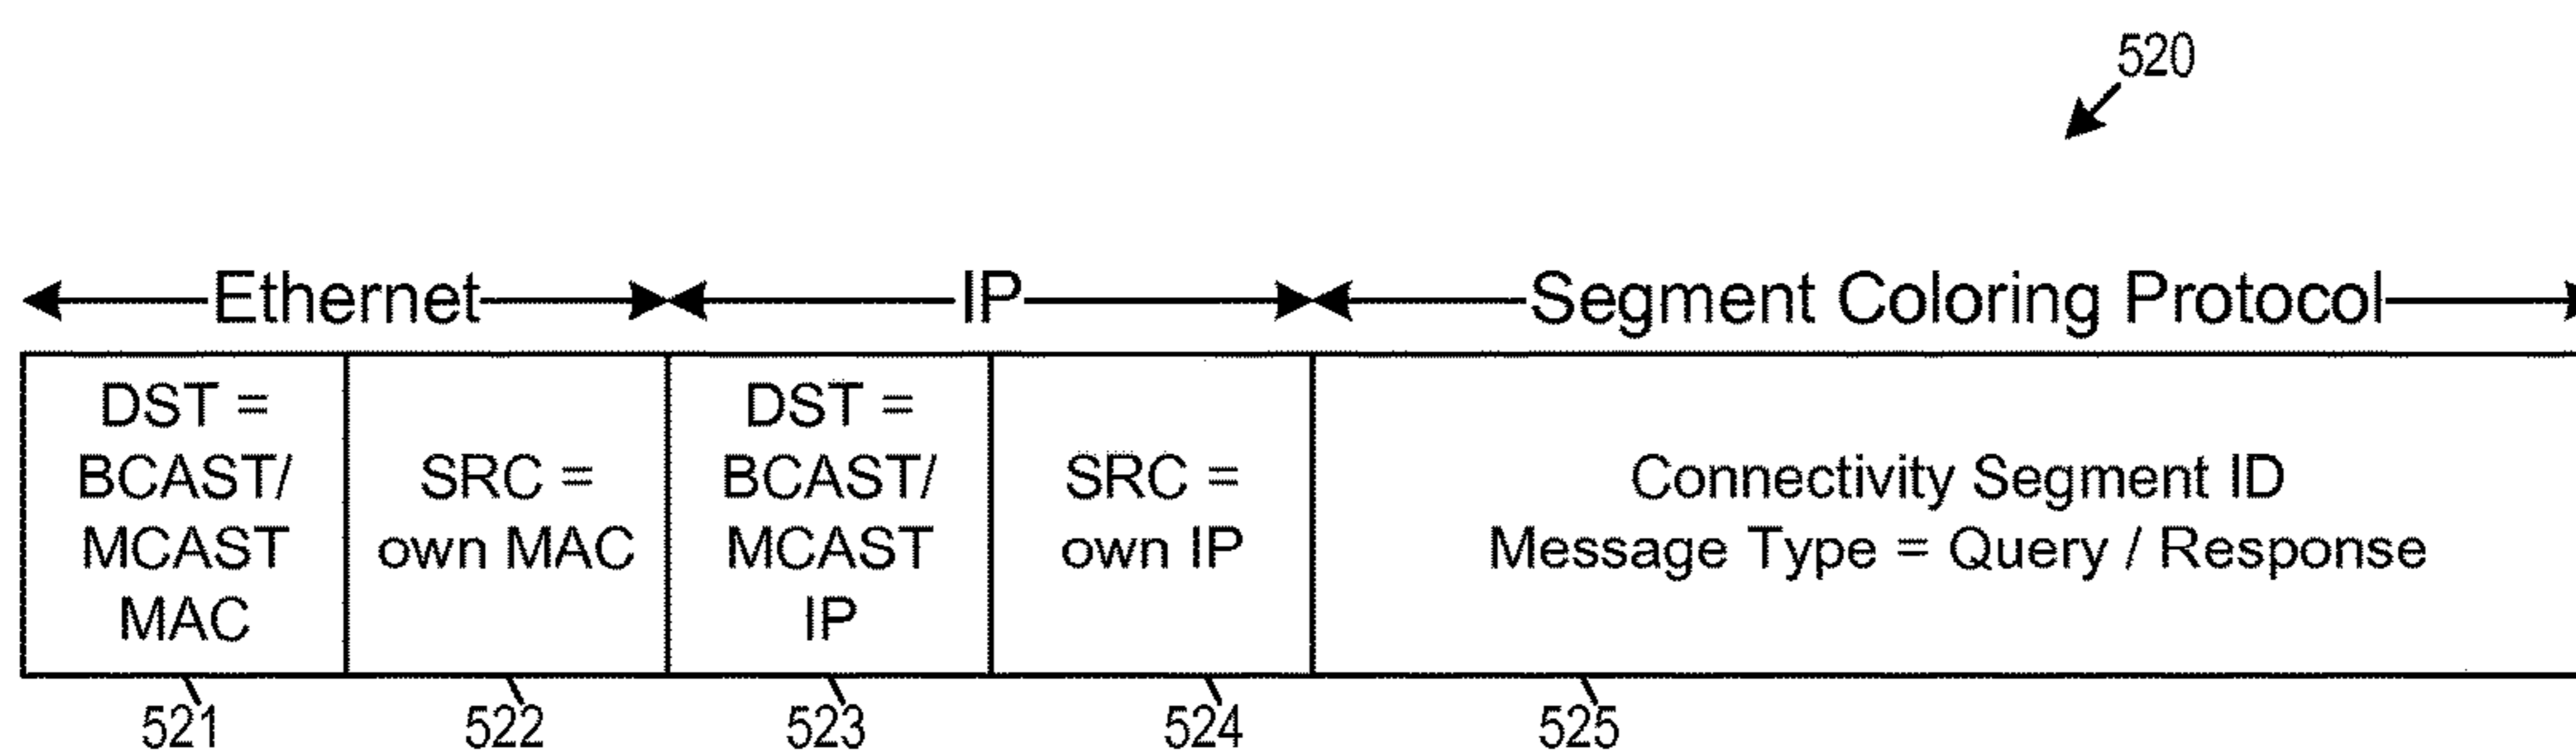 520
Ethernet
IP
Segment Coloring Protocol
DST =
BCAST/
MCAST
MAC
SRC =
own MAC
DST =
BCAST/
MCAST
IP
SRC =
own IP
Connectivity Segment ID
Message Type = Query / Response
521
522
523
524
525